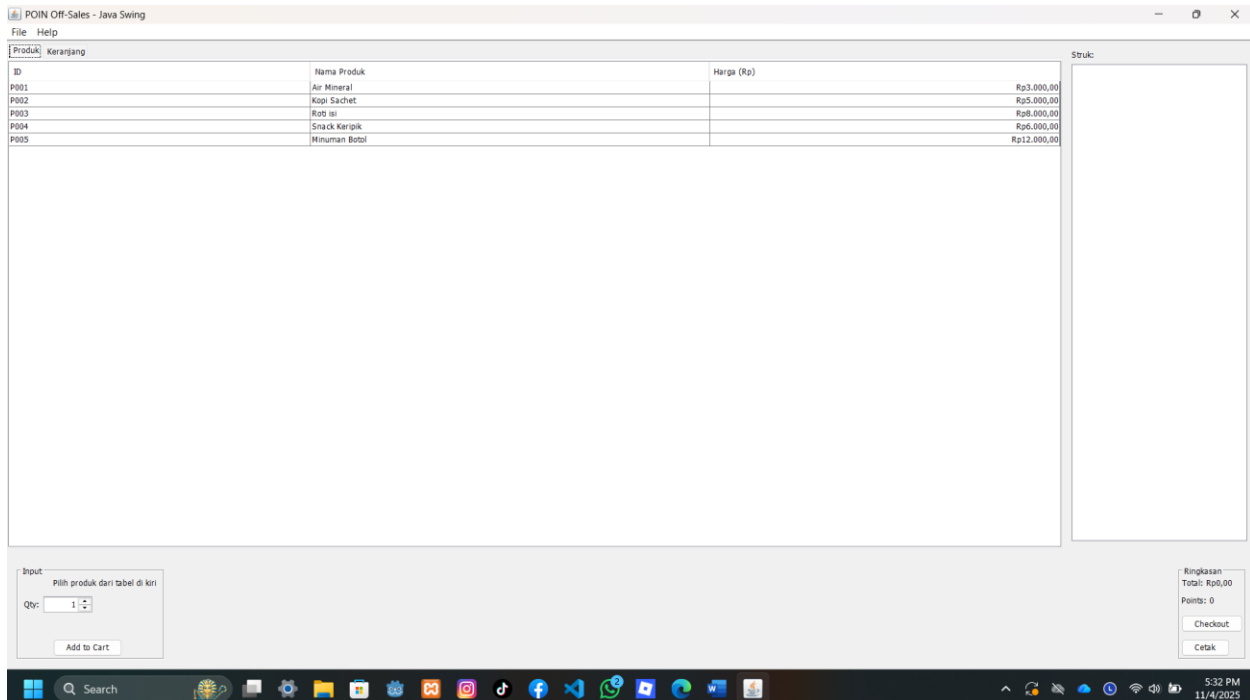 POIN Off-Sales - Java Swing
File Help
Produk Keranjang
Struk:
ID Nama Produk Harga (Rp)
P001 Air Mineral Rp3.000,00
P002 Kopi Sachet Rp5.000,00
P003 Roti isi Rp8.000,00
P004 Snack Keripik Rp6.000,00
P005 Minuman Botol Rp12.000,00
Input
Pilih produk dari tabel di kiri
Qty: 1
Add to Cart
Ringkasan
Total: Rp0,00
Points: 0
Checkout
Cetak
Search
2
5:32 PM
11/4/2025